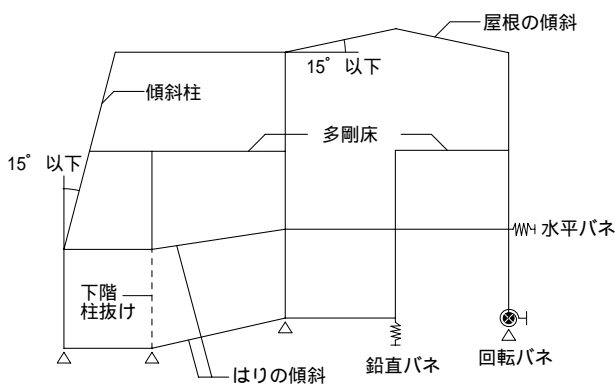 屋根の傾斜
15°以下
傾斜柱
多剛床
15°以下
水平バネ
下階
柱抜け
はりの傾斜
鉛直バネ
回転バネ